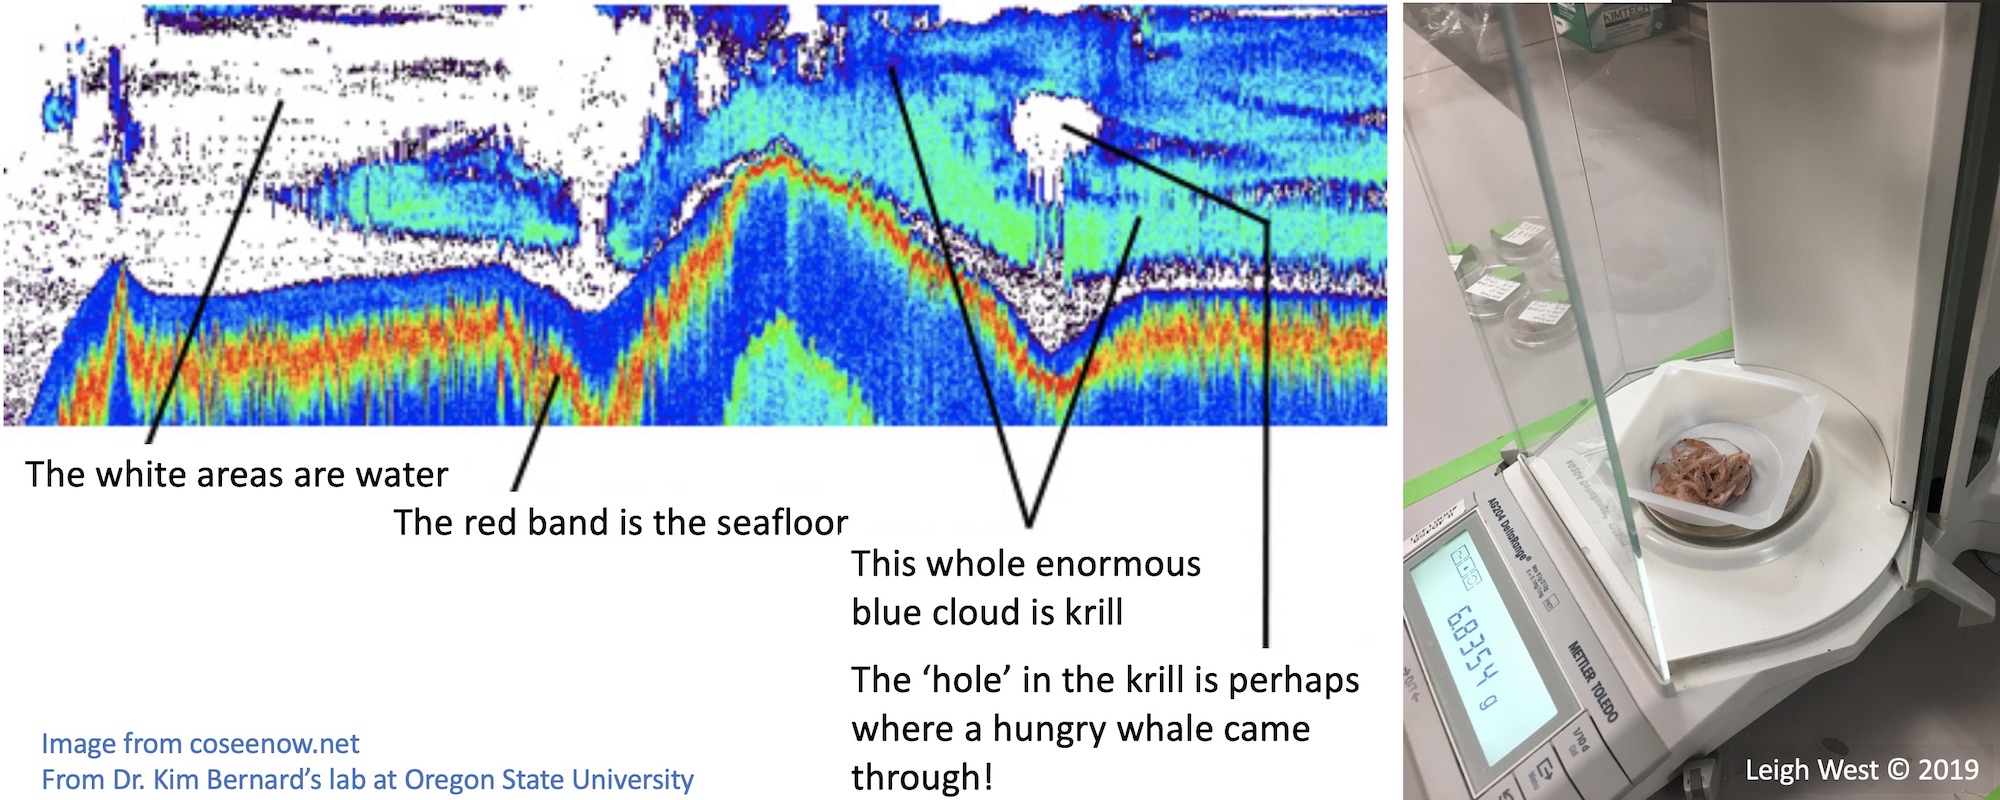 The white areas are water
The red band is the seafloor
This whole enormous
blue cloud is krill
The ‘hole’ in the krill is perhaps
where a hungry whale came
through!
Image from coseenow.net
From Dr. Kim Bernard’s lab at Oregon State University
KIMTECH
AG204 DeltaRange®
6.8354 g
METTLER TOLEDO
1/10d
Leigh West © 2019